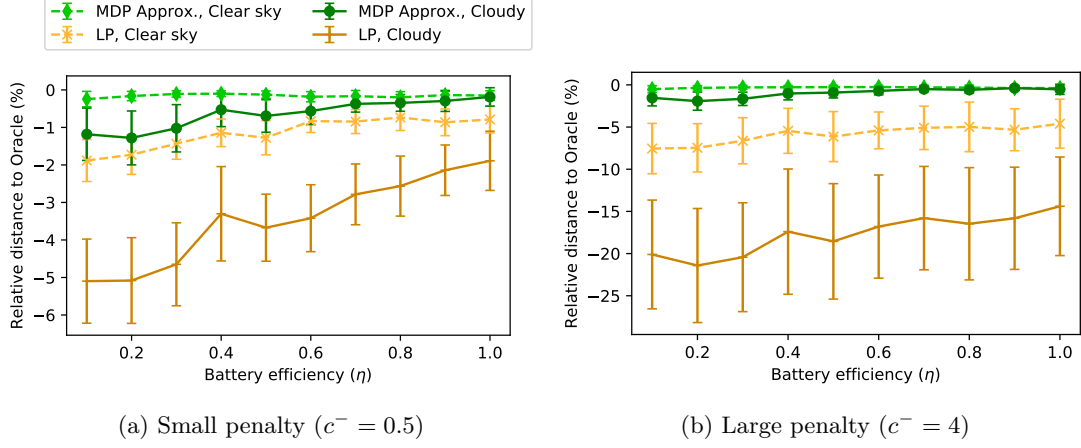 MDP Approx., Clear sky
MDP Approx., Cloudy
LP, Clear sky
LP, Cloudy
Relative distance to Oracle (%)
0
−1
−2
−3
−4
−5
−6
0.2 0.4 0.6 0.8 1.0
Battery efficiency (η)
(a) Small penalty (c⁻ = 0.5)
Relative distance to Oracle (%)
0
−5
−10
−15
−20
−25
0.2 0.4 0.6 0.8 1.0
Battery efficiency (η)
(b) Large penalty (c⁻ = 4)